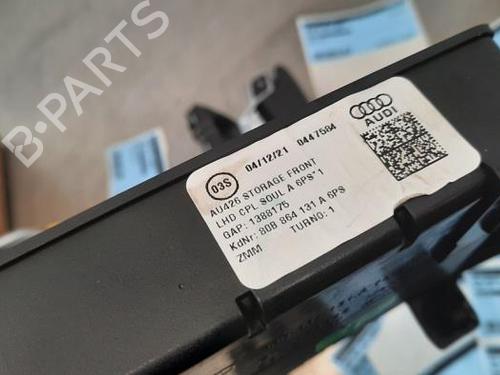 B-PARTS
03S 04/12/21 0447584
AUDI
AU426 STORAGE FRONT
LHD CPL SOUL A 6PS*1
GAP: 1388175
KdNr: 80B 864 131 A 6PS
ZMM TURNO: 1